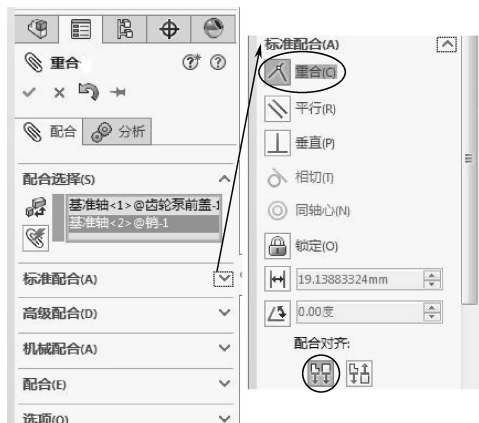 重合
配合
分析
配合选择(S)
基准轴<1>@齿轮泵前盖-1
基准轴<2>@销-1
标准配合(A)
高级配合(D)
机械配合(A)
配合(E)
选项(O)
标准配合(A)
重合(C)
平行(R)
垂直(P)
相切(T)
同轴心(N)
锁定(O)
19.13883324mm
0.00度
配合对齐: